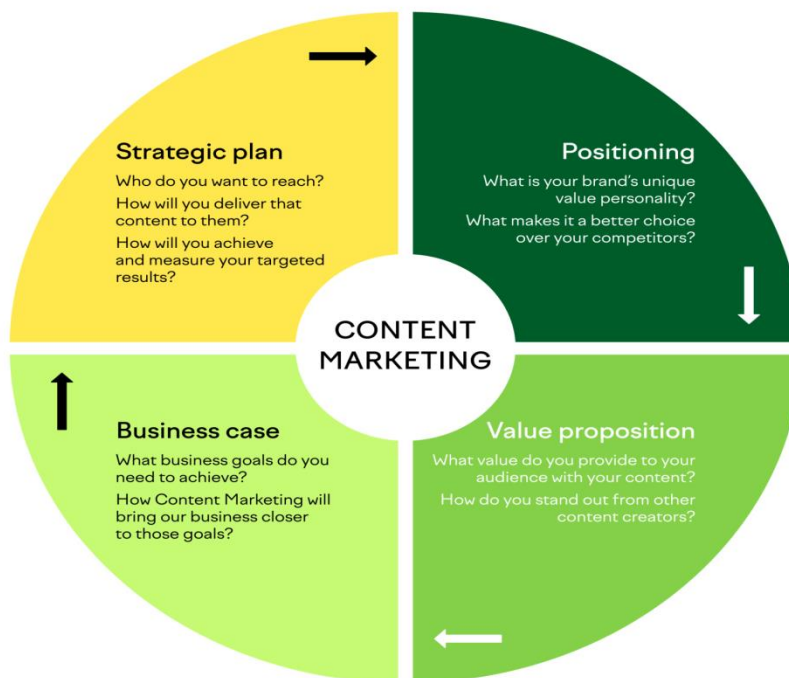 Strategic plan
Who do you want to reach?
How will you deliver that
content to them?
How will you achieve
and measure your targeted
results?
Positioning
What is your brand's unique
value personality?
What makes it a better choice
over your competitors?
CONTENT
MARKETING
Business case
What business goals do you
need to achieve?
How Content Marketing will
bring our business closer
to those goals?
Value proposition
What value do you provide to your
audience with your content?
How do you stand out from other
content creators?